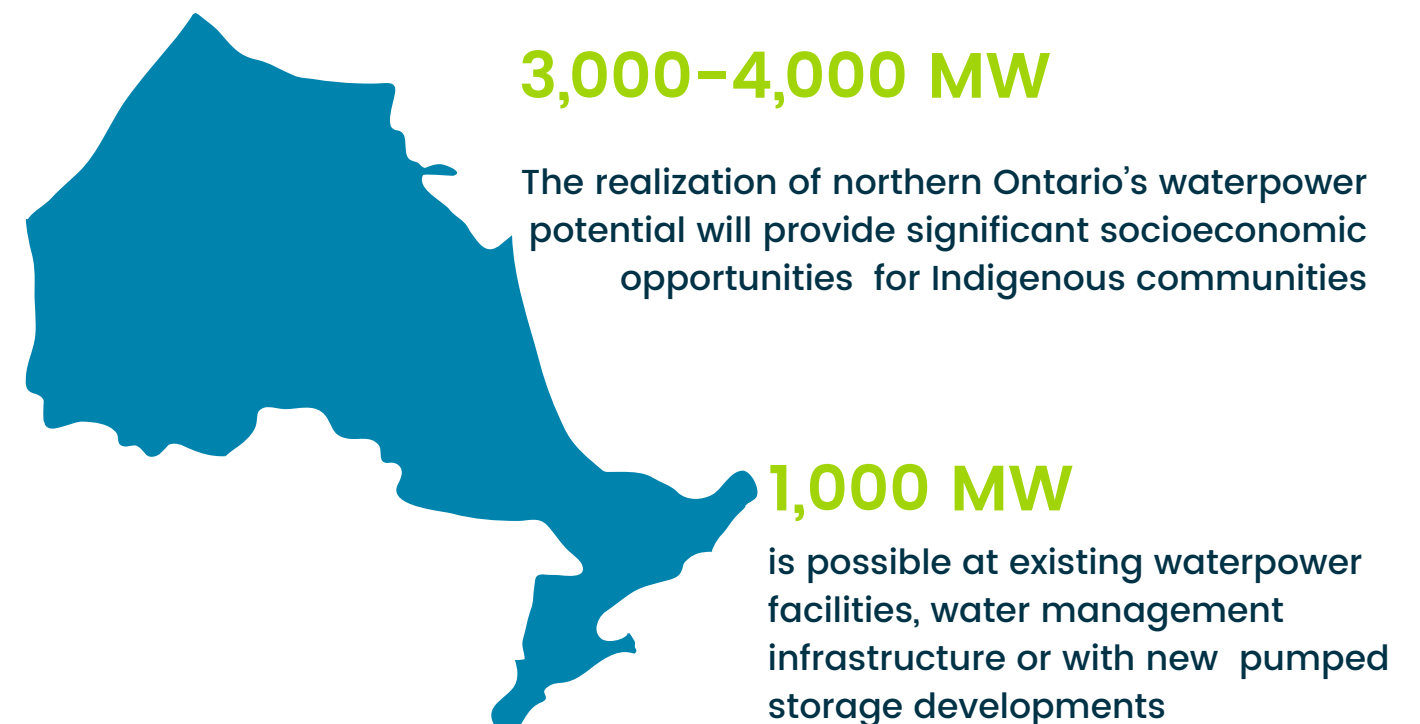 3,000–4,000 MW
The realization of northern Ontario’s waterpower
potential will provide significant socioeconomic
opportunities for Indigenous communities
1,000 MW
is possible at existing waterpower
facilities, water management
infrastructure or with new pumped
storage developments